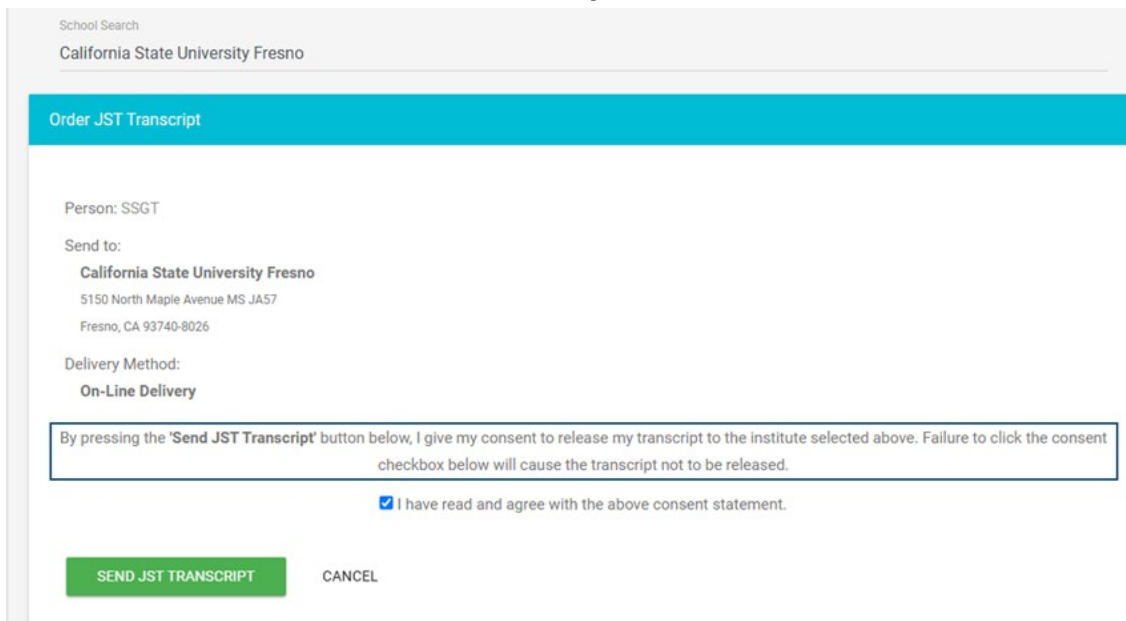 School Search
California State University Fresno
Order JST Transcript
Person: SSGT
Send to:
California State University Fresno
5150 North Maple Avenue MS JA57
Fresno, CA 93740-8026
Delivery Method:
On-Line Delivery
By pressing the 'Send JST Transcript' button below, I give my consent to release my transcript to the institute selected above. Failure to click the consent
checkbox below will cause the transcript not to be released.
I have read and agree with the above consent statement.
SEND JST TRANSCRIPT CANCEL